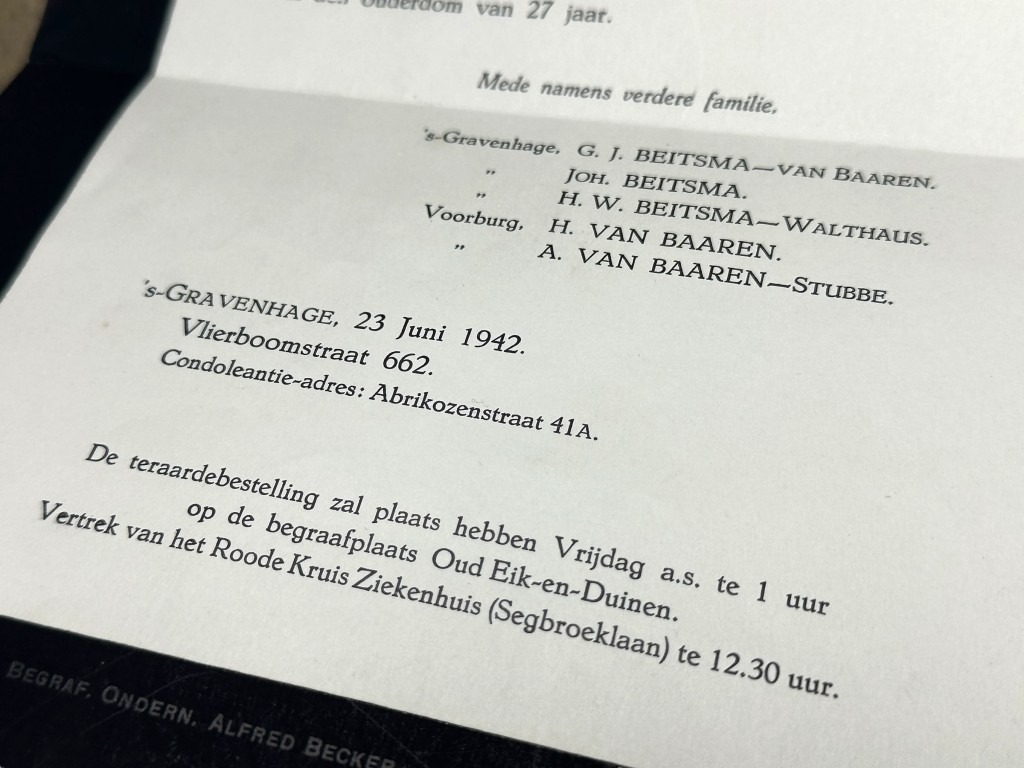 ouderdom van 27 jaar.
Mede namens verdere familie,
's-Gravenhage, G. J. BEITSMA—VAN BAAREN.
„ JOH. BEITSMA.
„ H. W. BEITSMA—WALTHAUS.
Voorburg, H. VAN BAAREN.
„ A. VAN BAAREN—STUBBE.
's-GRAVENHAGE, 23 Juni 1942.
Vlierboomstraat 662.
Condoleantie-adres: Abrikozenstraat 41A.
De teraardebestelling zal plaats hebben Vrijdag a.s. te 1 uur
op de begraafplaats Oud Eik-en-Duinen.
Vertrek van het Roode Kruis Ziekenhuis (Segbroeklaan) te 12.30 uur.
BEGRAF. ONDERN. ALFRED BECKER